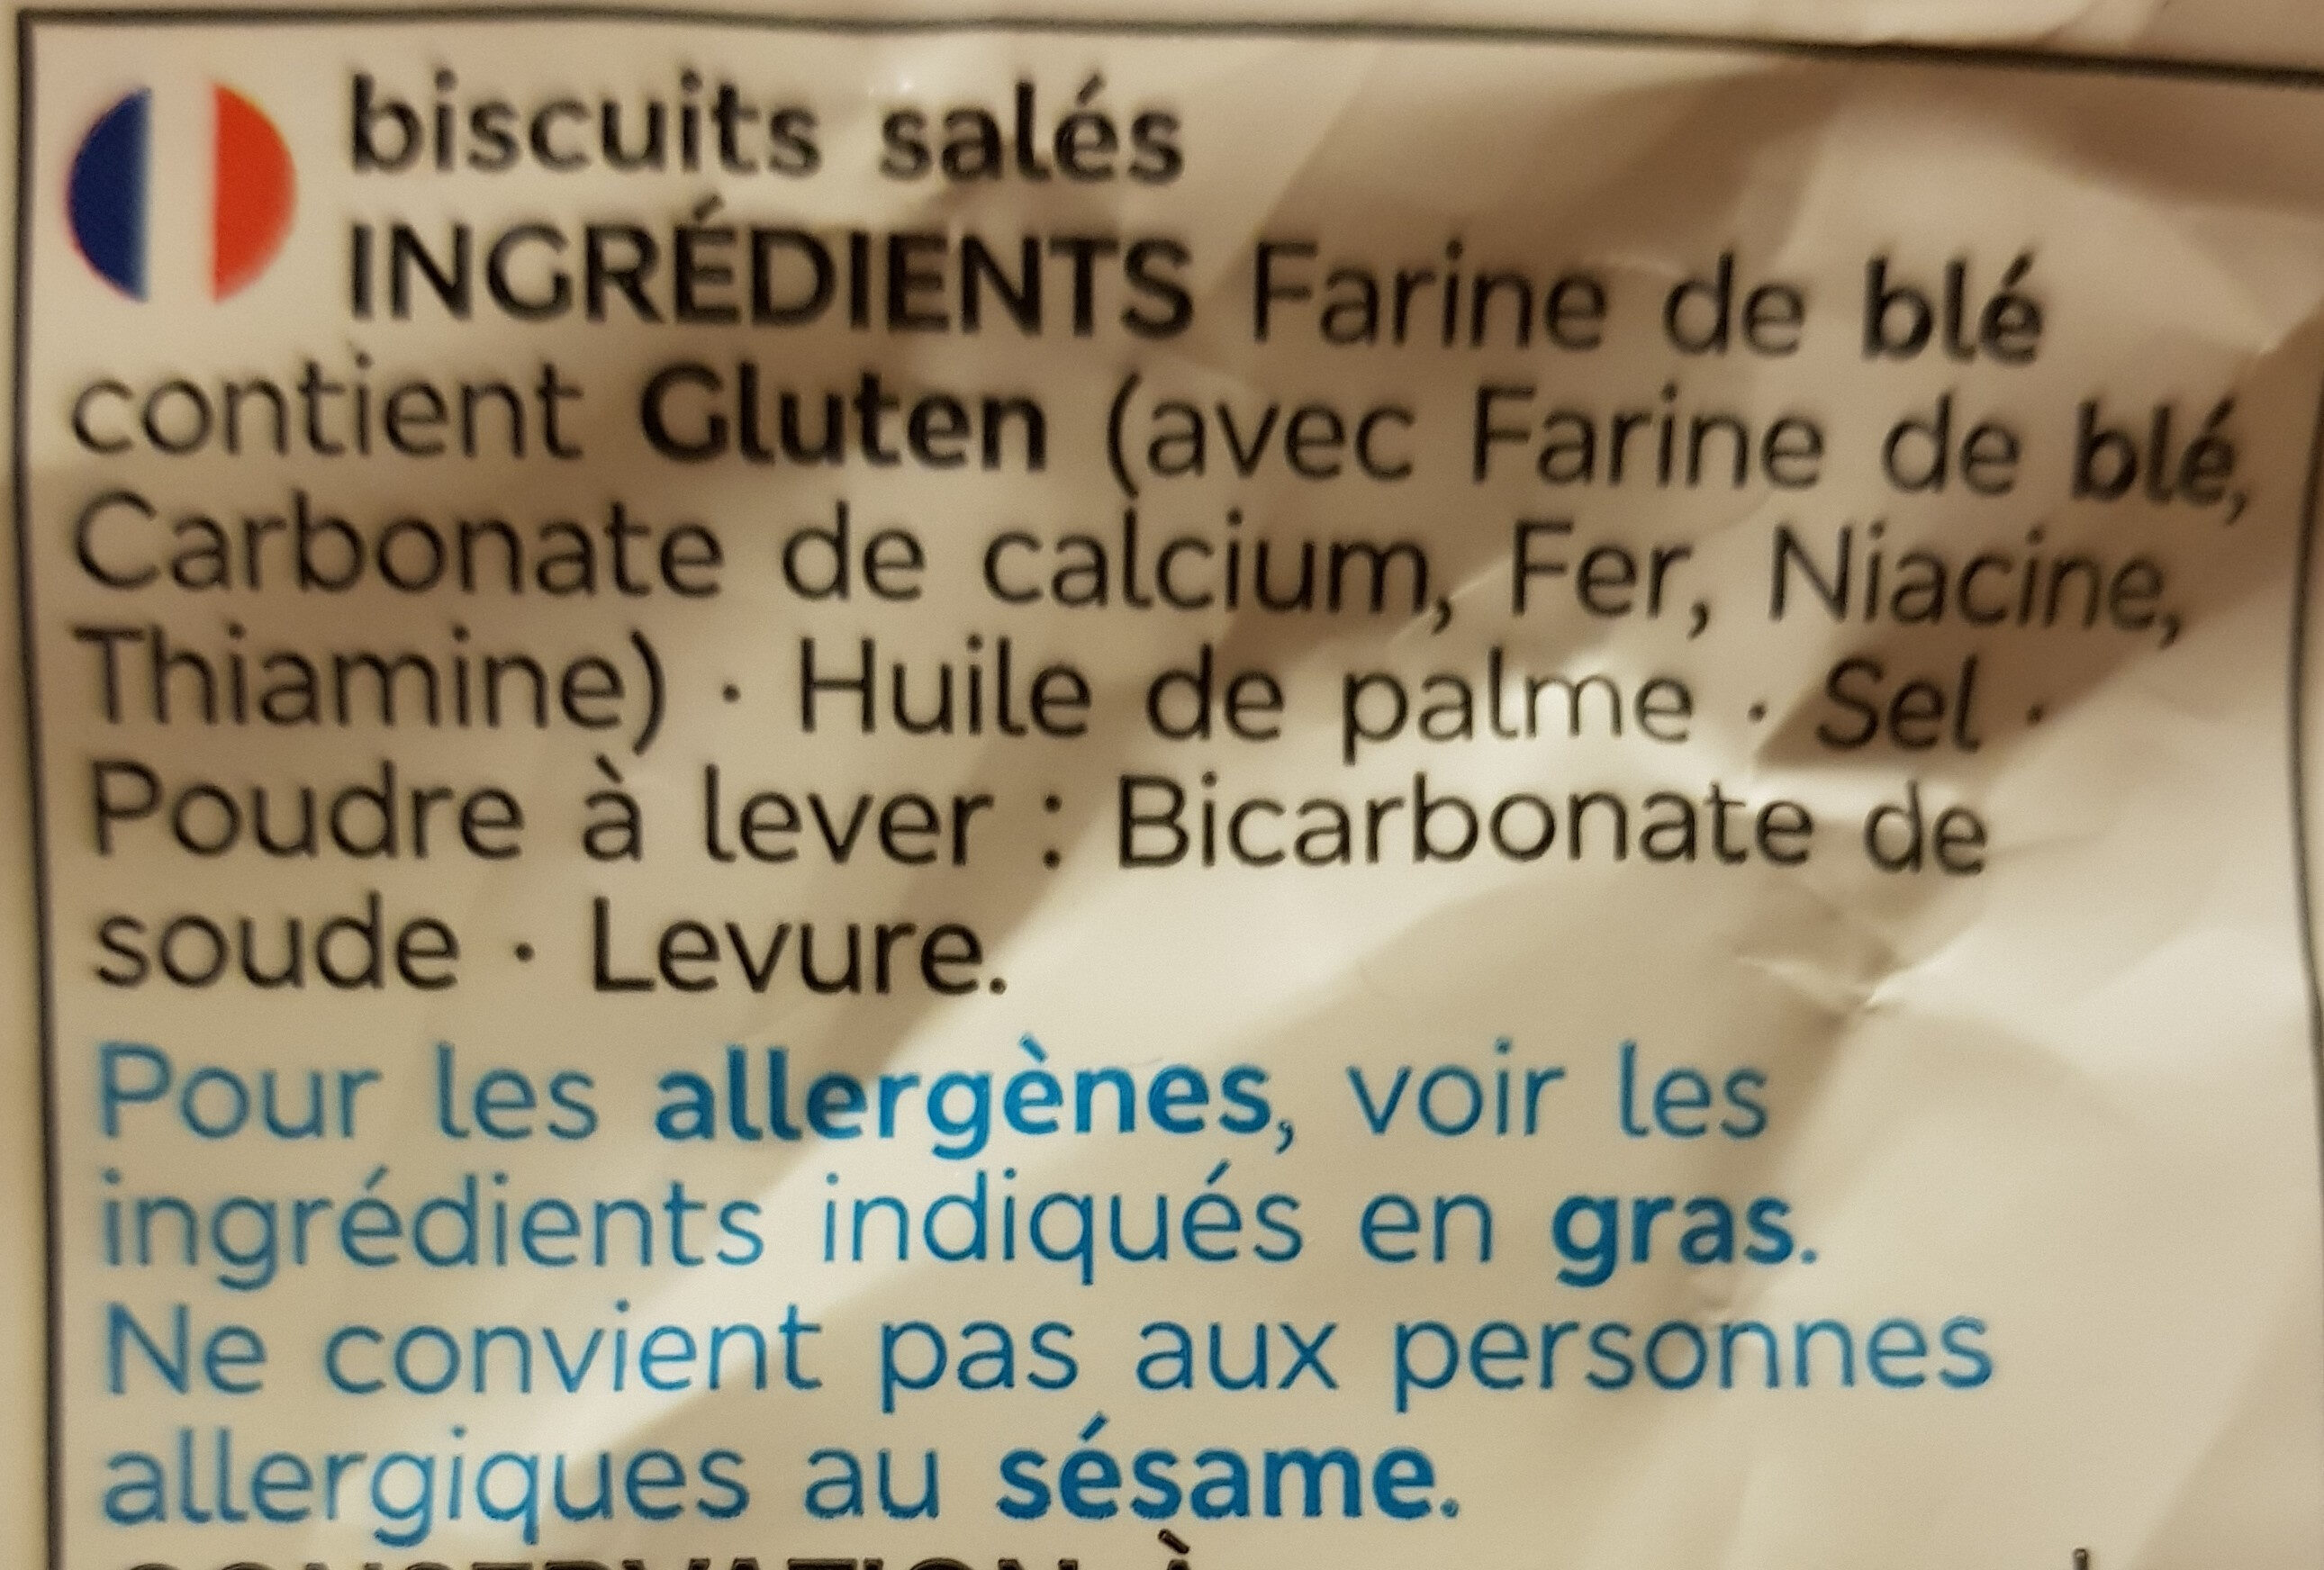 biscuits salés
INGRÉDIENTS Farine de blé
contient Gluten (avec Farine de blé,
Carbonate de calcium, Fer, Niacine,
Thiamine) · Huile de palme · Sel ·
Poudre à lever : Bicarbonate de
soude · Levure.
Pour les allergènes, voir les
ingrédients indiqués en gras.
Ne convient pas aux personnes
allergiques au sésame.
CONSERVATION À